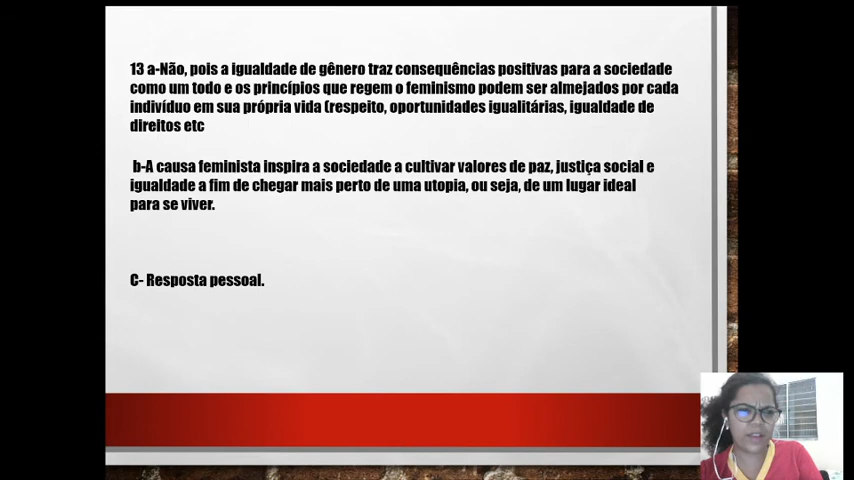 13 a-Não, pois a igualdade de gênero traz consequências positivas para a sociedade
como um todo e os princípios que regem o feminismo podem ser almejados por cada
indivíduo em sua própria vida (respeito, oportunidades igualitárias, igualdade de
direitos etc
b-A causa feminista inspira a sociedade a cultivar valores de paz, justiça social e
igualdade a fim de chegar mais perto de uma utopia, ou seja, de um lugar ideal
para se viver.
C- Resposta pessoal.